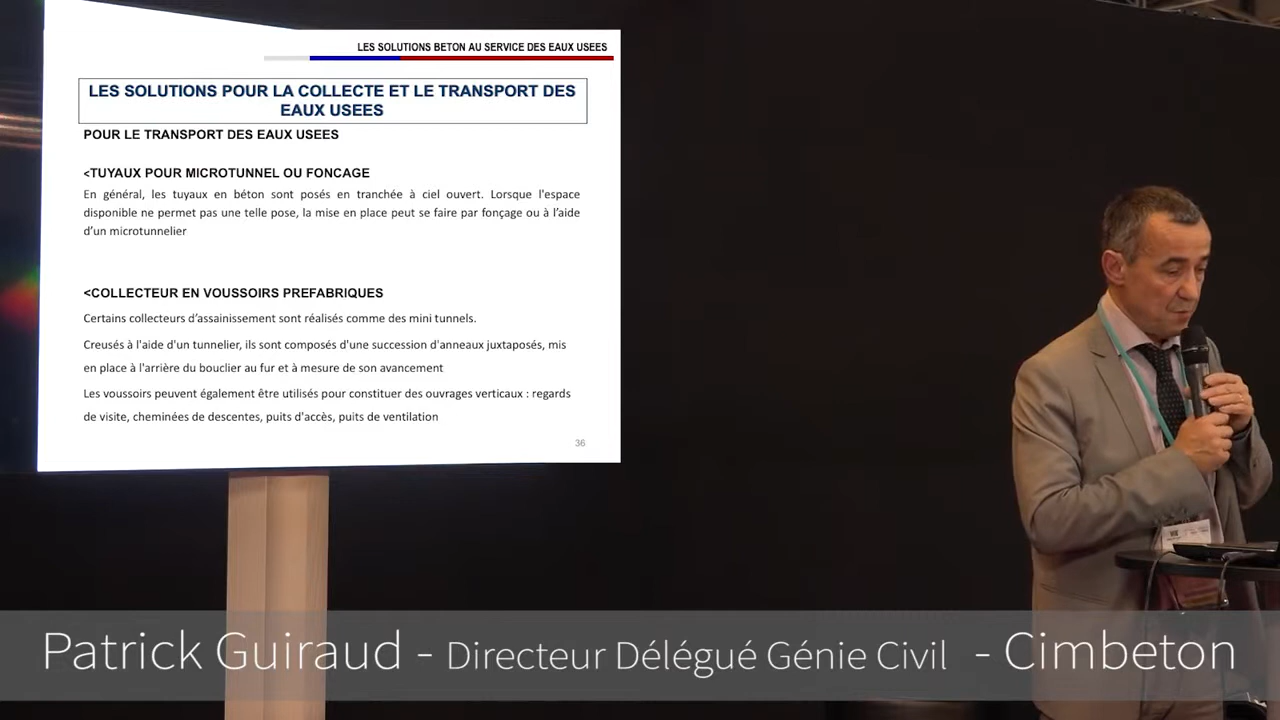 LES SOLUTIONS BETON AU SERVICE DES EAUX USEES
LES SOLUTIONS POUR LA COLLECTE ET LE TRANSPORT DES
EAUX USEES
POUR LE TRANSPORT DES EAUX USEES
<TUYAUX POUR MICROTUNNEL OU FONCAGE
En général, les tuyaux en béton sont posés en tranchée à ciel ouvert. Lorsque l'espace
disponible ne permet pas une telle pose, la mise en place peut se faire par fonçage ou à l'aide
d'un microtunnelier
<COLLECTEUR EN VOUSSOIRS PREFABRIQUES
Certains collecteurs d'assainissement sont réalisés comme des mini tunnels.
Creusés à l'aide d'un tunnelier, ils sont composés d'une succession d'anneaux juxtaposés, mis
en place à l'arrière du bouclier au fur et à mesure de son avancement
Les voussoirs peuvent également être utilisés pour constituer des ouvrages verticaux : regards
de visite, cheminées de descentes, puits d'accès, puits de ventilation
36
Patrick Guiraud - Directeur Délégué Génie Civil - Cimbeton